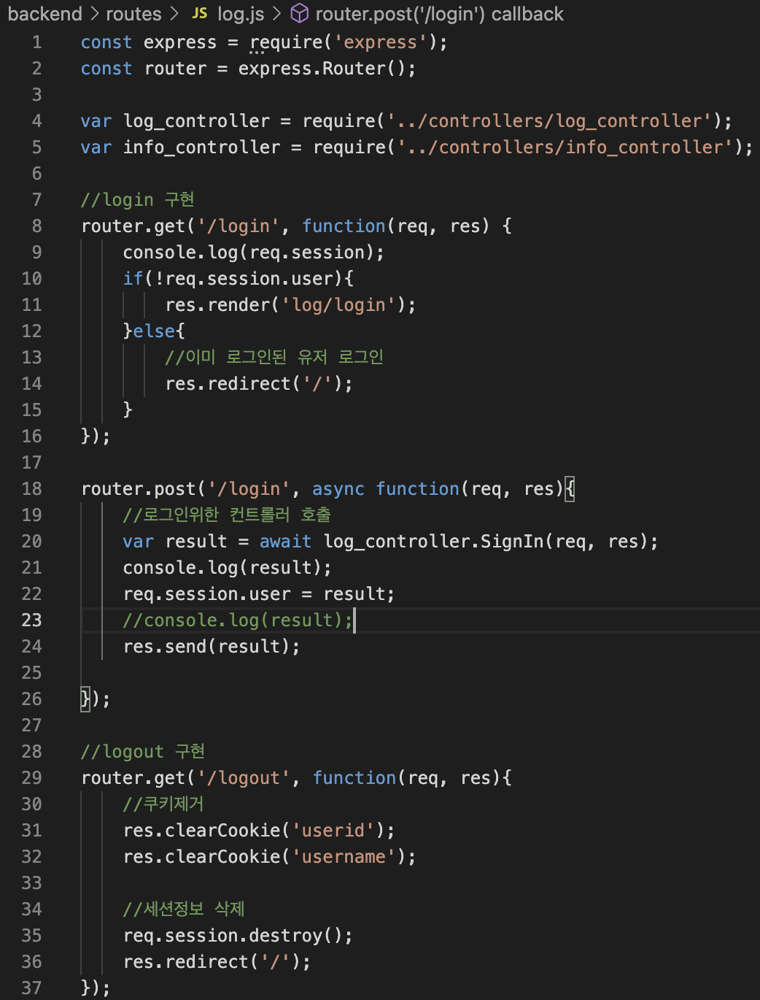 backend > routes > JS log.js > router.post('/login') callback
1 const express = require('express');
2 const router = express.Router();
3
4 var log_controller = require('../controllers/log_controller');
5 var info_controller = require('../controllers/info_controller');
6
7 //login 구현
8 router.get('/login', function(req, res) {
9 console.log(req.session);
10 if(!req.session.user){
11 res.render('log/login');
12 }else{
13 //이미 로그인된 유저 로그인
14 res.redirect('/');
15 }
16 });
17
18 router.post('/login', async function(req, res){
19 //로그인위한 컨트롤러 호출
20 var result = await log_controller.SignIn(req, res);
21 console.log(result);
22 req.session.user = result;
23 //console.log(result);
24 res.send(result);
25
26 });
27
28 //logout 구현
29 router.get('/logout', function(req, res){
30 //쿠키제거
31 res.clearCookie('userid');
32 res.clearCookie('username');
33
34 //세션정보 삭제
35 req.session.destroy();
36 res.redirect('/');
37 });